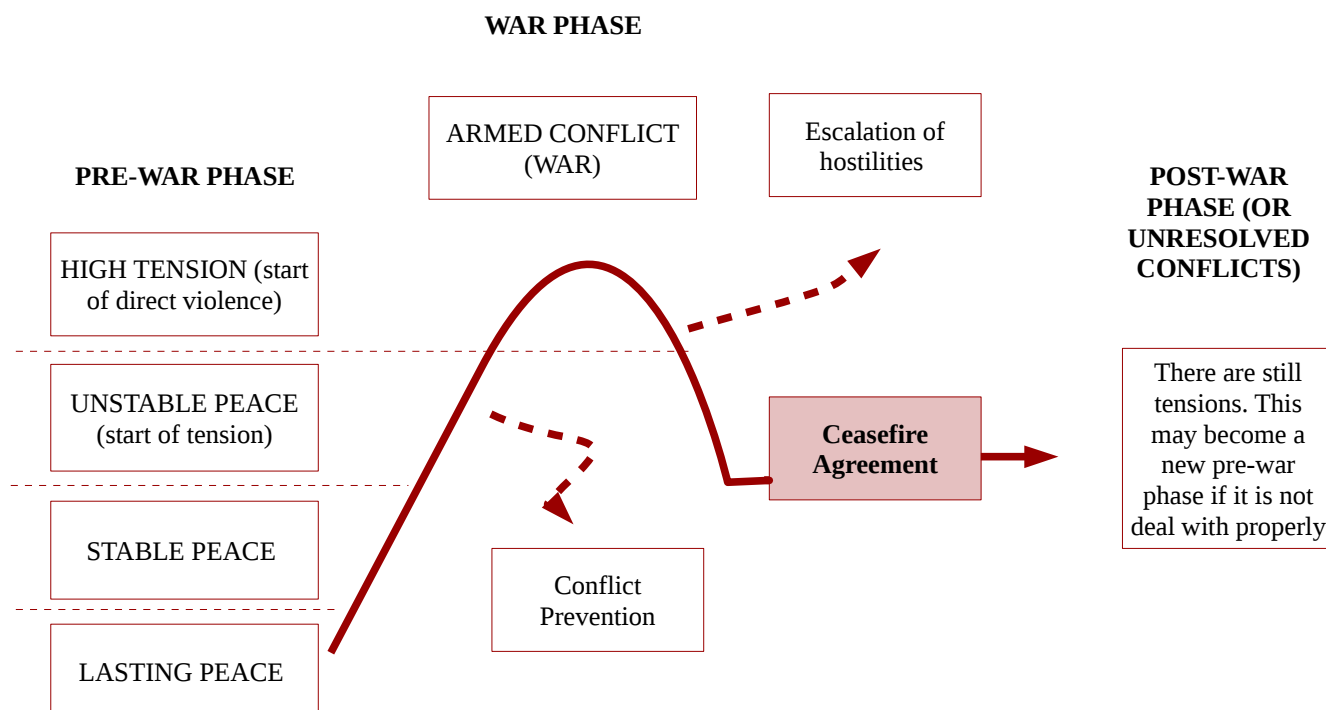 WAR PHASE
ARMED CONFLICT
(WAR)
Escalation of
hostilities
PRE-WAR PHASE
POST-WAR
PHASE (OR
UNRESOLVED
CONFLICTS)
HIGH TENSION (start
of direct violence)
UNSTABLE PEACE
(start of tension)
STABLE PEACE
LASTING PEACE
Conflict
Prevention
Ceasefire
Agreement
There are still
tensions. This
may become a
new pre-war
phase if it is not
deal with properly